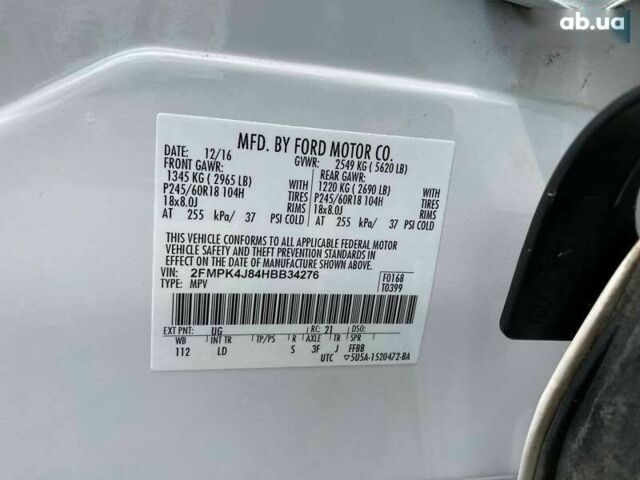 ab.ua
MFD. BY FORD MOTOR CO.
DATE: 12/16 GVWR: 2549 KG ( 5620 LB)
FRONT GAWR: REAR GAWR:
1345 KG ( 2965 LB) WITH 1220 KG ( 2690 LB) WITH
P245/60R18 104H TIRES P245/60R18 104H TIRES
18x8.0J RIMS 18x8.0J RIMS
AT 255 kPa/ 37 PSI COLD AT 255 kPa/ 37 PSI COLD
THIS VEHICLE CONFORMS TO ALL APPLICABLE FEDERAL MOTOR
VEHICLE SAFETY AND THEFT PREVENTION STANDARDS IN EFFECT
ON THE DATE OF MANUFACTURE SHOWN ABOVE.
VIN: 2FMPK4J84HBB34276 F0168
TYPE: MPV T0399
EXT PNT: UG RC: 21 DSO:
WB INT TR TP/PS R AXLE TR SPR
112 LD S 3F J FFBB
UTC ▽5U5A-1520472-BA